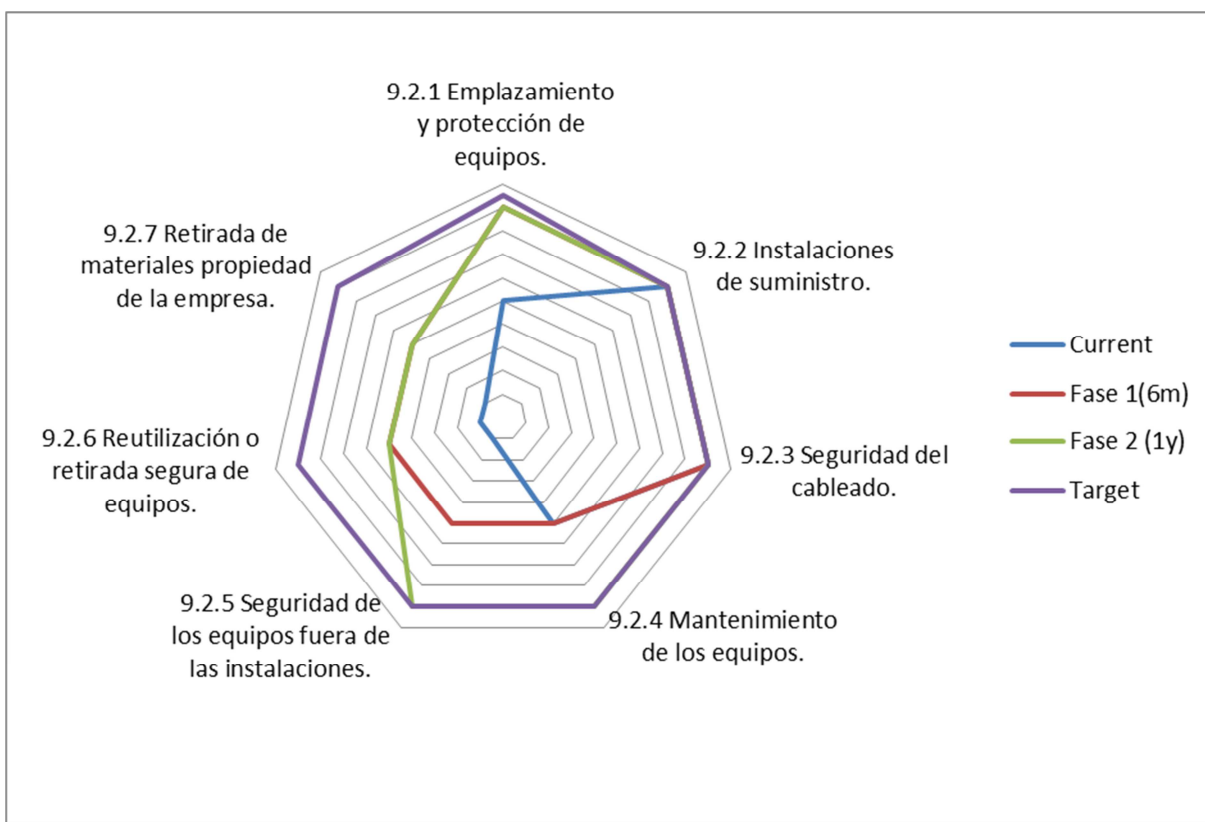 9.2.1 Emplazamiento
y protección de
equipos.
9.2.2 Instalaciones
de suministro.
9.2.3 Seguridad del
cableado.
9.2.4 Mantenimiento
de los equipos.
9.2.5 Seguridad de
los equipos fuera de
las instalaciones.
9.2.6 Reutilización o
retirada segura de
equipos.
9.2.7 Retirada de
materiales propiedad
de la empresa.
Current
Fase 1(6m)
Fase 2 (1y)
Target